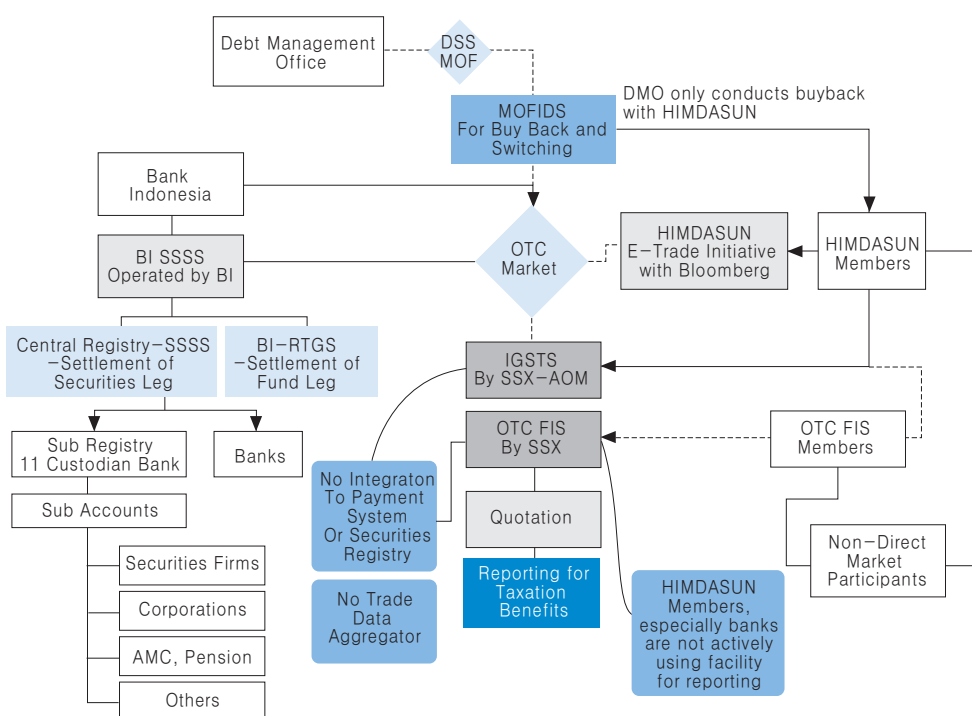 Debt Management
Office
DSS
MOF
MOFIDS
For Buy Back and
Switching
DMO only conducts buyback
with HIMDASUN
Bank
Indonesia
BI SSSS
Operated by BI
OTC
Market
HIMDASUN
E-Trade Initiative
with Bloomberg
HIMDASUN
Members
Central Registry-SSSS
-Settlement of
Securities Leg
BI-RTGS
-Settlement of
Fund Leg
IGSTS
By SSX-AOM
Sub Registry
11 Custodian Bank
Banks
OTC FIS
By SSX
OTC FIS
Members
Sub Accounts
No Integraton
To Payment
System
Or Securities
Registry
Quotation
Securities Firms
Reporting for
Taxation
Benefits
Non-Direct
Market
Participants
Corporations
No Trade
Data
Aggregator
HIMDASUN
Members,
especially banks
are not actively
using facility
for reporting
AMC, Pension
Others